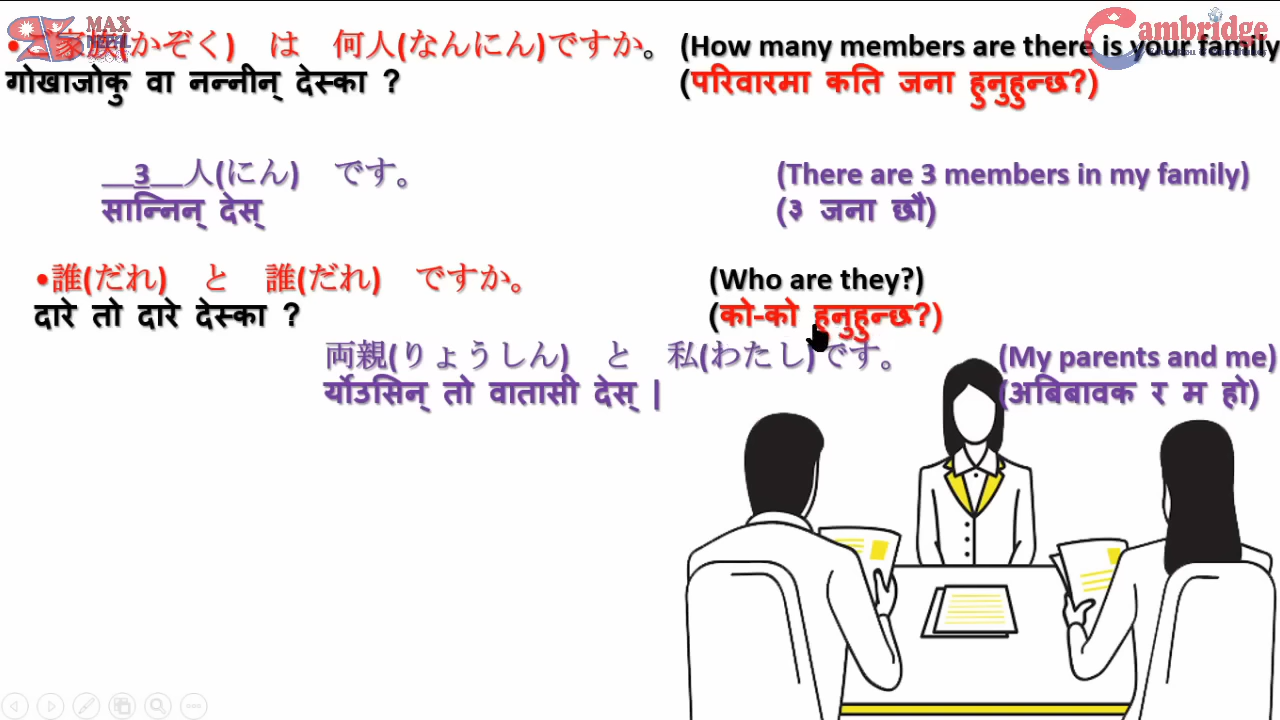 MAX
NEPAL
Cambridge
•ご家族(かぞく) は 何人(なんにん)ですか。 (How many members are there is your family
गोखाजोकु वा नन्नीन् देस्का ? (परिवारमा कति जना हुनुहुन्छ?)
__3__人(にん) です。 (There are 3 members in my family)
सान्निन् देस् (३ जना छौ)
•誰(だれ) と 誰(だれ) ですか。 (Who are they?)
दारे तो दारे देस्का ? (को-को हुनुहुन्छ?)
両親(りょうしん) と 私(わたし)です。 (My parents and me)
र्योउसिन् तो वातासी देस् | (अबिबावक र म हो)